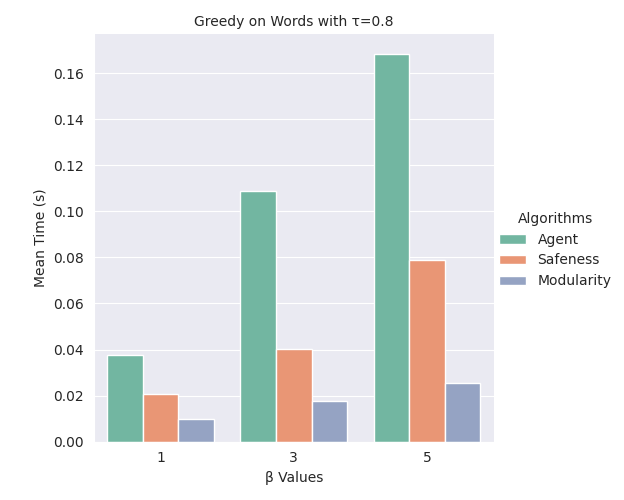 Greedy on Words with τ=0.8
Mean Time (s)
0.16
0.14
0.12
0.10
0.08
0.06
0.04
0.02
0.00
1
3
5
β Values
Algorithms
Agent
Safeness
Modularity